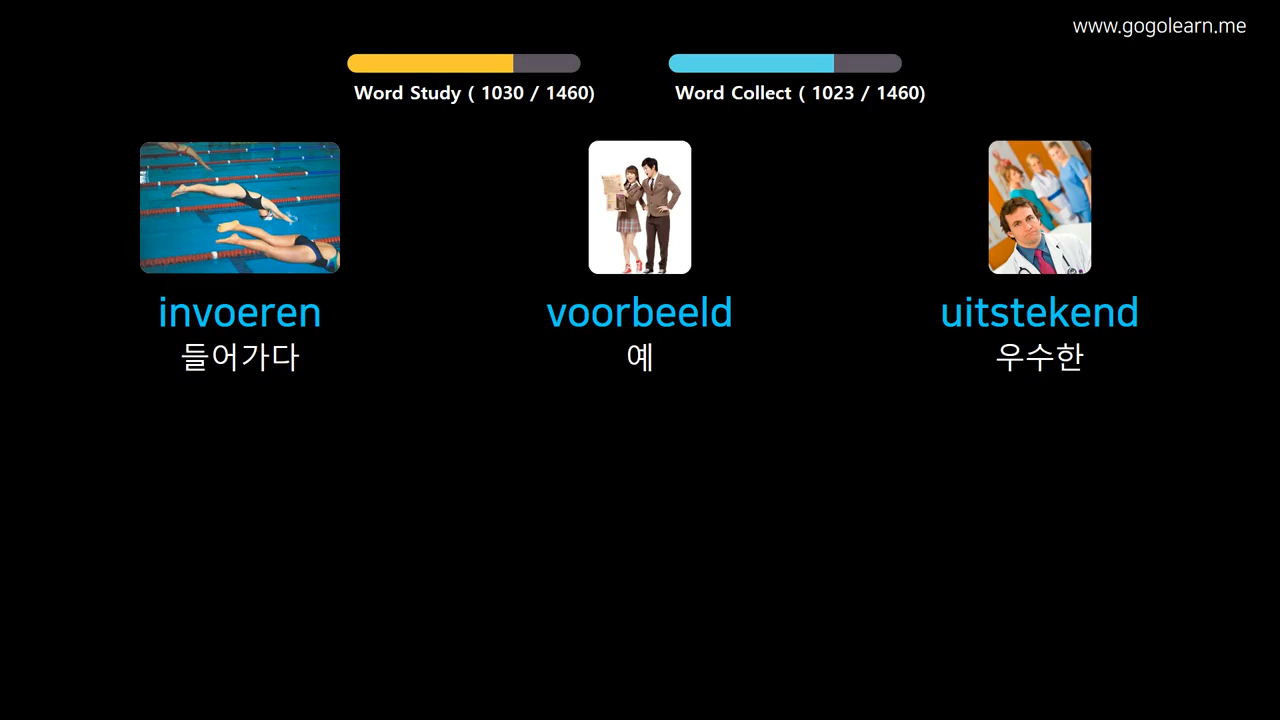 www.gogolearn.me
Word Study ( 1030 / 1460)
Word Collect ( 1023 / 1460)
invoeren
들어가다
voorbeeld
예
uitstekend
우수한